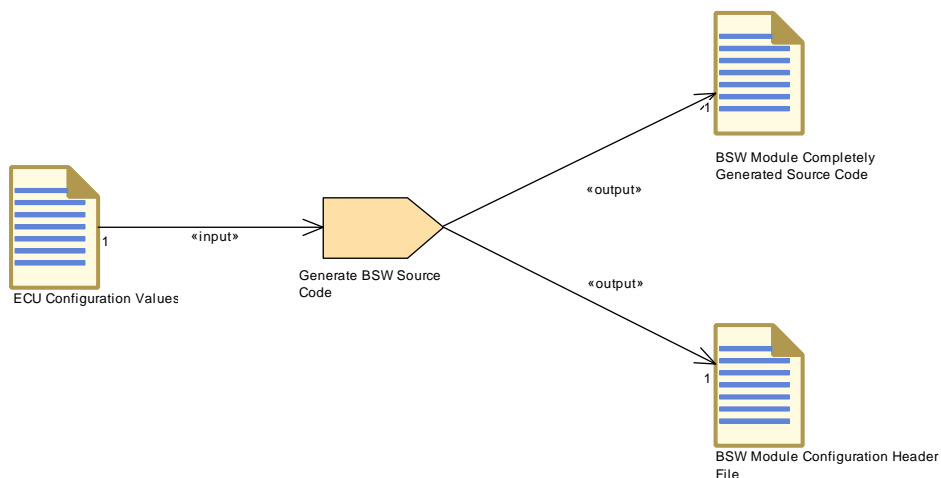 1
BSW Module Completely
Generated Source Code
«output»
1
«input»
ECU Configuration Values
Generate BSW Source
Code
«output»
1
BSW Module Configuration Header
File